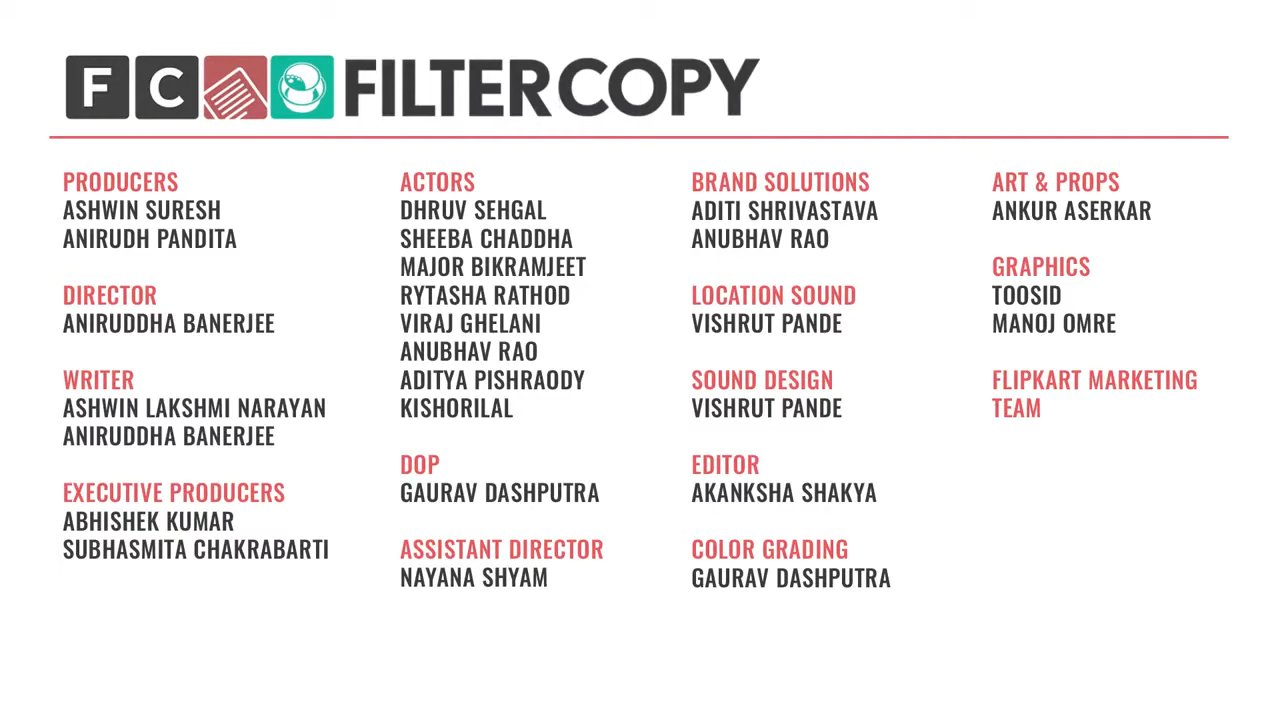 F C FILTERCOPY
PRODUCERS
ASHWIN SURESH
ANIRUDH PANDITA
DIRECTOR
ANIRUDDHA BANERJEE
WRITER
ASHWIN LAKSHMI NARAYAN
ANIRUDDHA BANERJEE
EXECUTIVE PRODUCERS
ABHISHEK KUMAR
SUBHASMITA CHAKRABARTI
ACTORS
DHRUV SEHGAL
SHEEBA CHADDHA
MAJOR BIKRAMJEET
RYTASHA RATHOD
VIRAJ GHELANI
ANUBHAV RAO
ADITYA PISHRAODY
KISHORILAL
DOP
GAURAV DASHPUTRA
ASSISTANT DIRECTOR
NAYANA SHYAM
BRAND SOLUTIONS
ADITI SHRIVASTAVA
ANUBHAV RAO
LOCATION SOUND
VISHRUT PANDE
SOUND DESIGN
VISHRUT PANDE
EDITOR
AKANKSHA SHAKYA
COLOR GRADING
GAURAV DASHPUTRA
ART & PROPS
ANKUR ASERKAR
GRAPHICS
TOOSID
MANOJ OMRE
FLIPKART MARKETING
TEAM